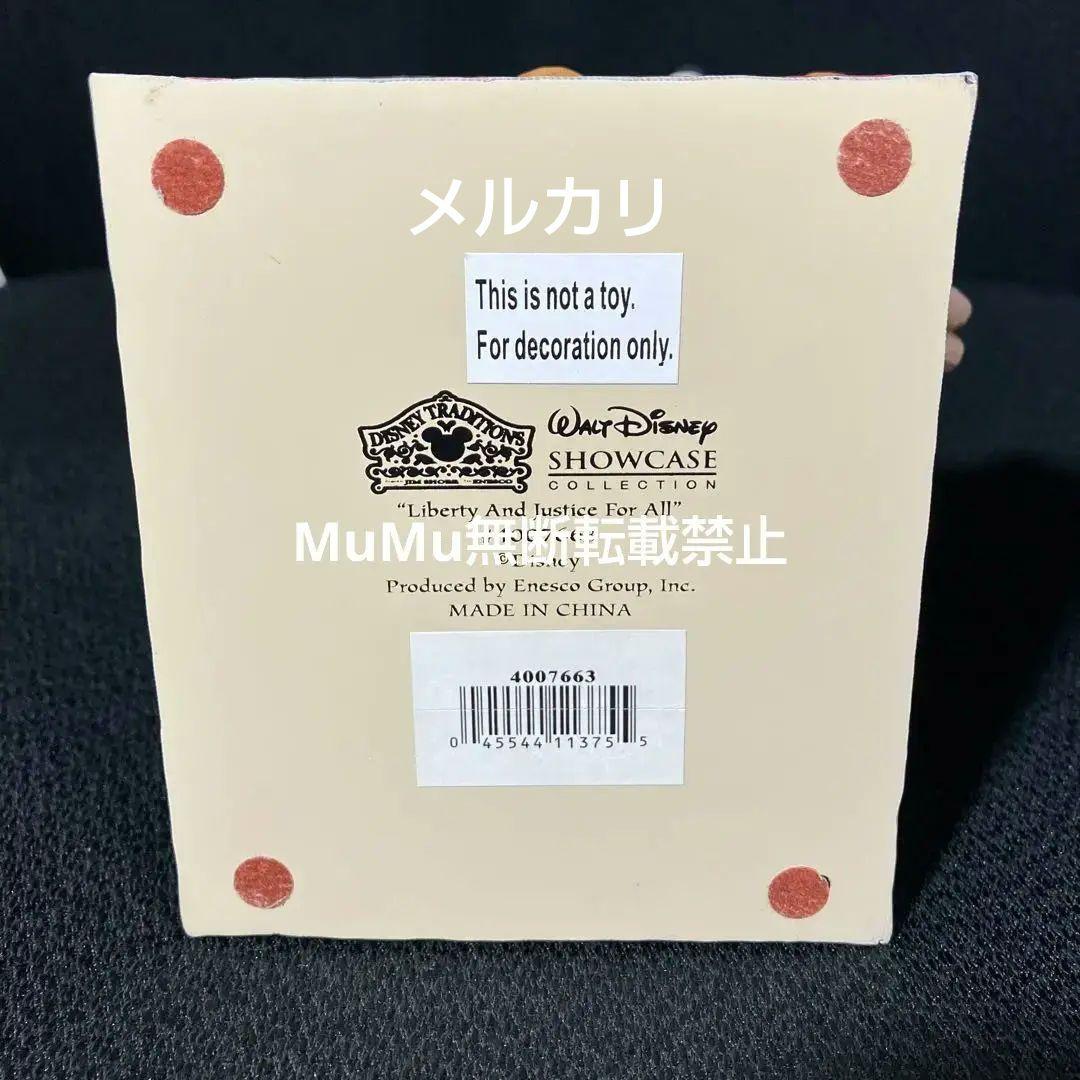 メルカリ
This is not a toy.
For decoration only.
DISNEY TRADITIONS
JIM SHORE ENESCO
WALT DISNEY
SHOWCASE
COLLECTION
"Liberty And Justice For All"
MuMu無断転載禁止
©Disney
Produced by Enesco Group, Inc.
MADE IN CHINA
4007663
0 45544 11375 5